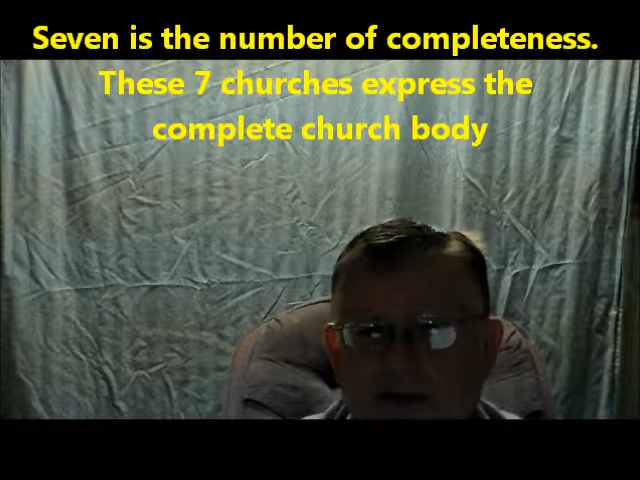 Seven is the number of completeness.
These 7 churches express the
complete church body